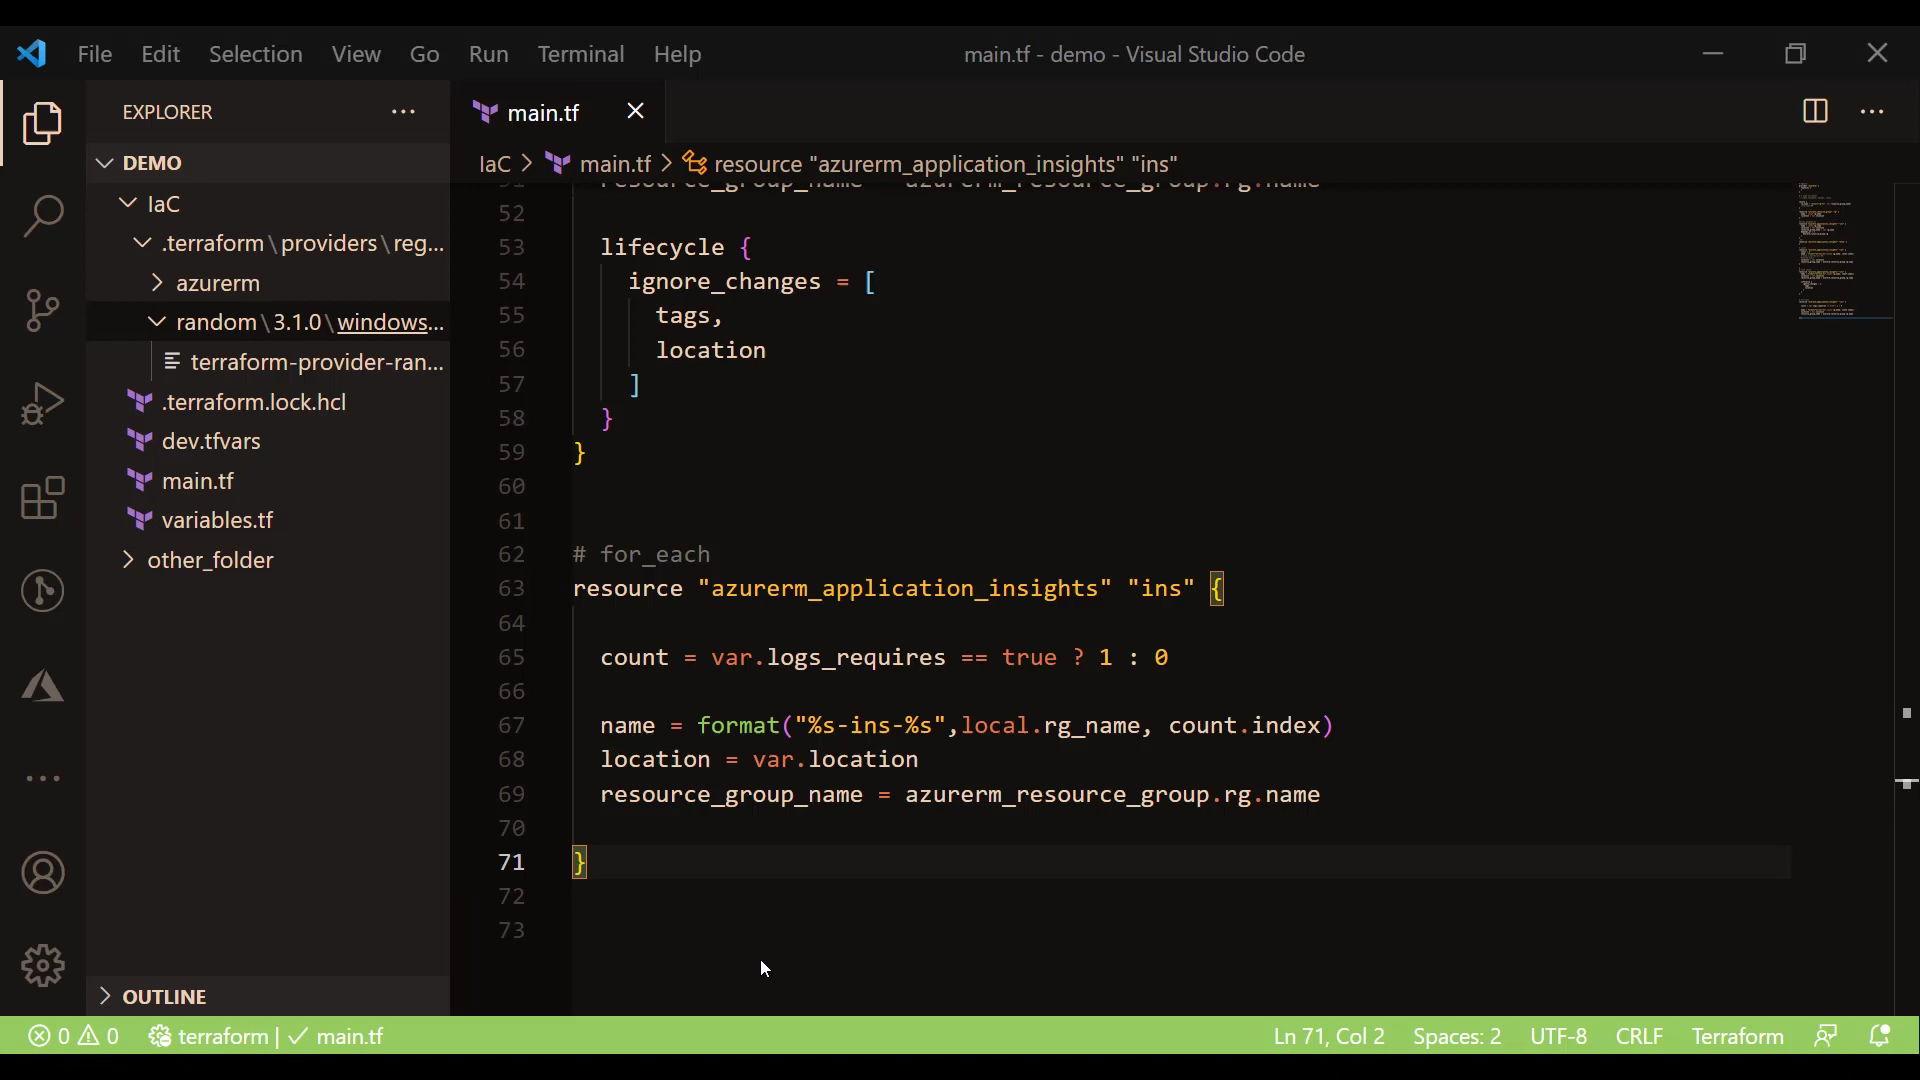 File Edit Selection View Go Run Terminal Help
main.tf - demo - Visual Studio Code
EXPLORER
DEMO
IaC
.terraform\providers\reg...
azurerm
random\3.1.0\windows...
terraform-provider-ran...
.terraform.lock.hcl
dev.tfvars
main.tf
variables.tf
other_folder
OUTLINE
main.tf
IaC > main.tf > resource "azurerm_application_insights" "ins"
51 resource_group_name = azurerm_resource_group.rg.name
52
53 lifecycle {
54 ignore_changes = [
55 tags,
56 location
57 ]
58 }
59 }
60
61
62 # for_each
63 resource "azurerm_application_insights" "ins" {
64
65 count = var.logs_requires == true ? 1 : 0
66
67 name = format("%s-ins-%s",local.rg_name, count.index)
68 location = var.location
69 resource_group_name = azurerm_resource_group.rg.name
70
71 }
72
73
0 0 terraform | ✓ main.tf
Ln 71, Col 2 Spaces: 2 UTF-8 CRLF Terraform